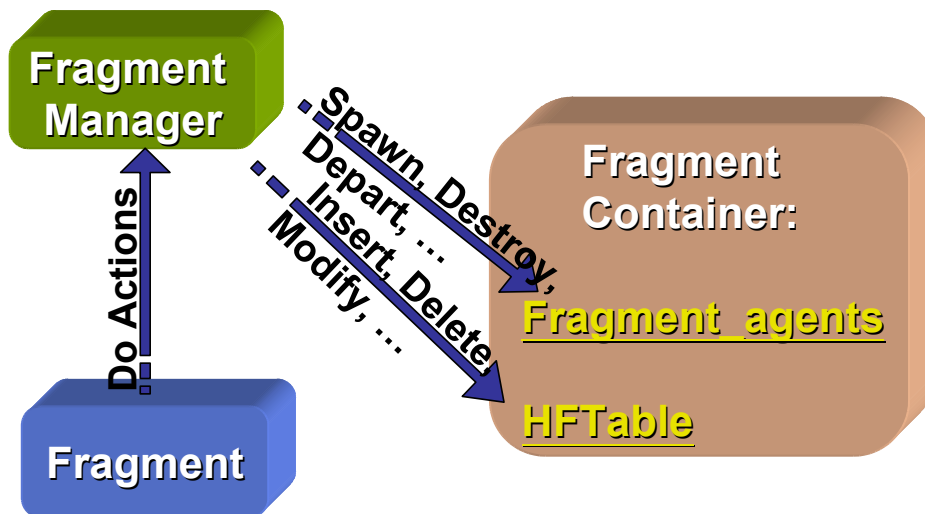 Fragment
Manager
Spawn, Destroy,
Depart, ...
Insert, Delete,
Modify, ...
Do Actions
Fragment
Fragment
Container:
Fragment_agents
HFTable